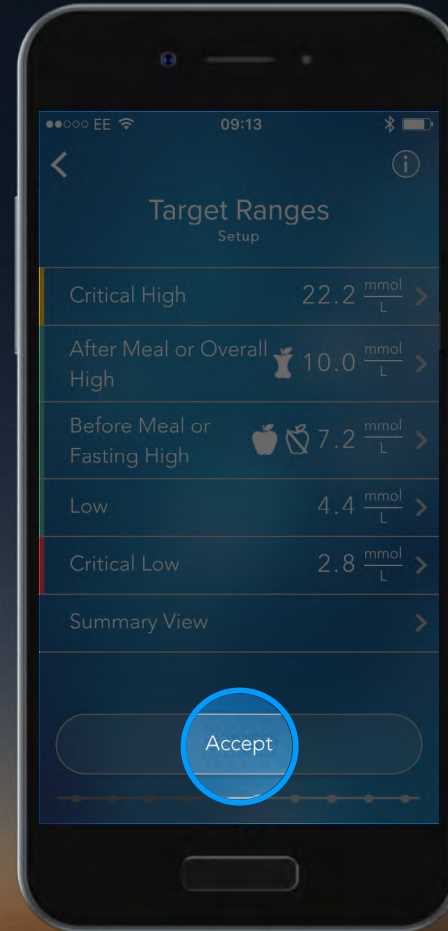 EE 09:13
Target Ranges
Setup
Critical High 22.2 mmol/L
After Meal or Overall
High 10.0 mmol/L
Before Meal or
Fasting High 7.2 mmol/L
Low 4.4 mmol/L
Critical Low 2.8 mmol/L
Summary View
Accept